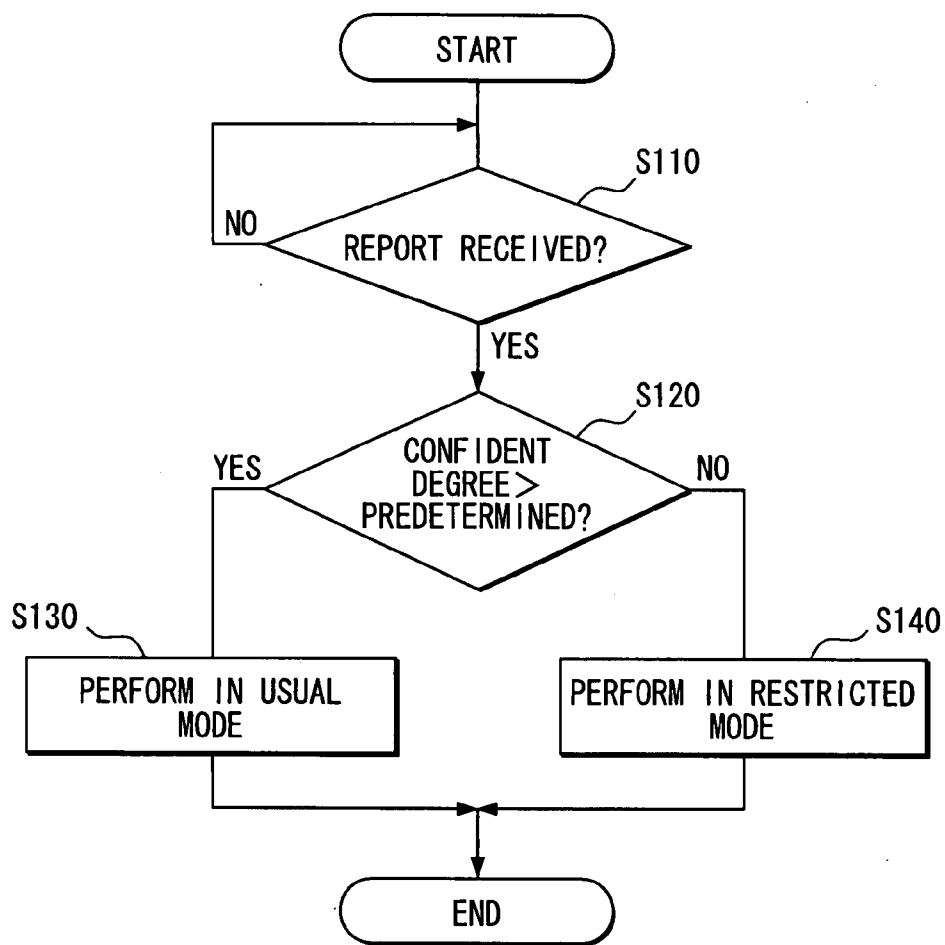 START
S110
NO
REPORT RECEIVED?
YES
S120
YES
CONFIDENT
DEGREE>
PREDETERMINED?
NO
S130
S140
PERFORM IN USUAL
MODE
PERFORM IN RESTRICTED
MODE
END